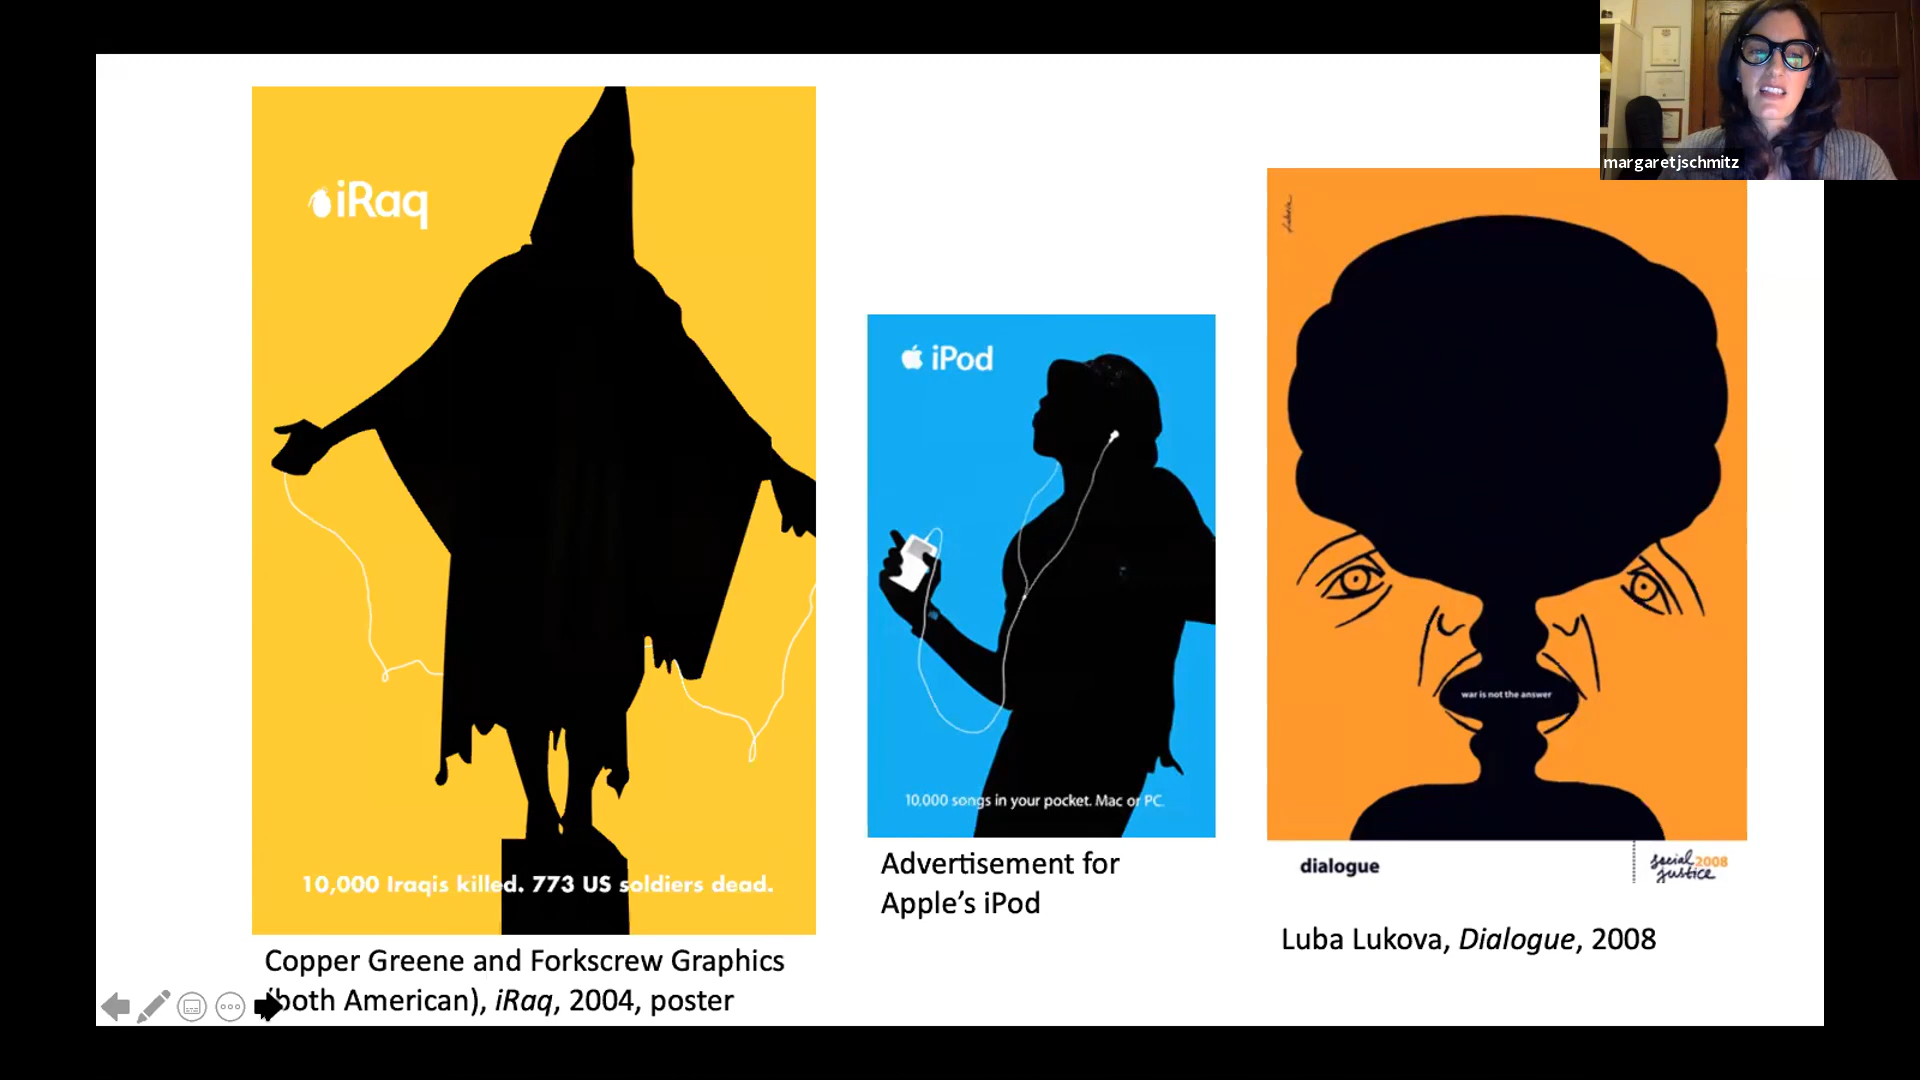 margaretjschmitz
iRaq
10,000 Iraqis killed. 773 US soldiers dead.
Copper Greene and Forkscrew Graphics
(both American), iRaq, 2004, poster
iPod
10,000 songs in your pocket. Mac or PC.
Advertisement for
Apple’s iPod
war is not the answer
dialogue
social 2008
justice
Luba Lukova, Dialogue, 2008